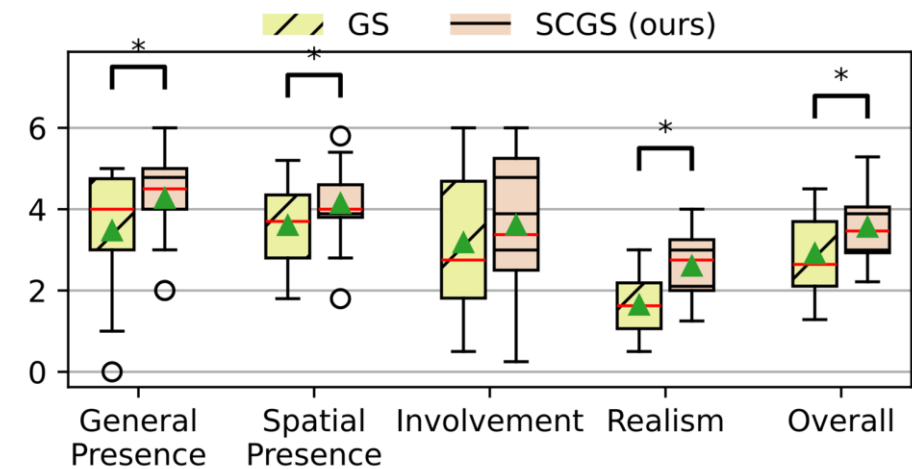 GS SCGS (ours)
* * * * *
6
4
2
0
General Presence Spatial Presence Involvement Realism Overall